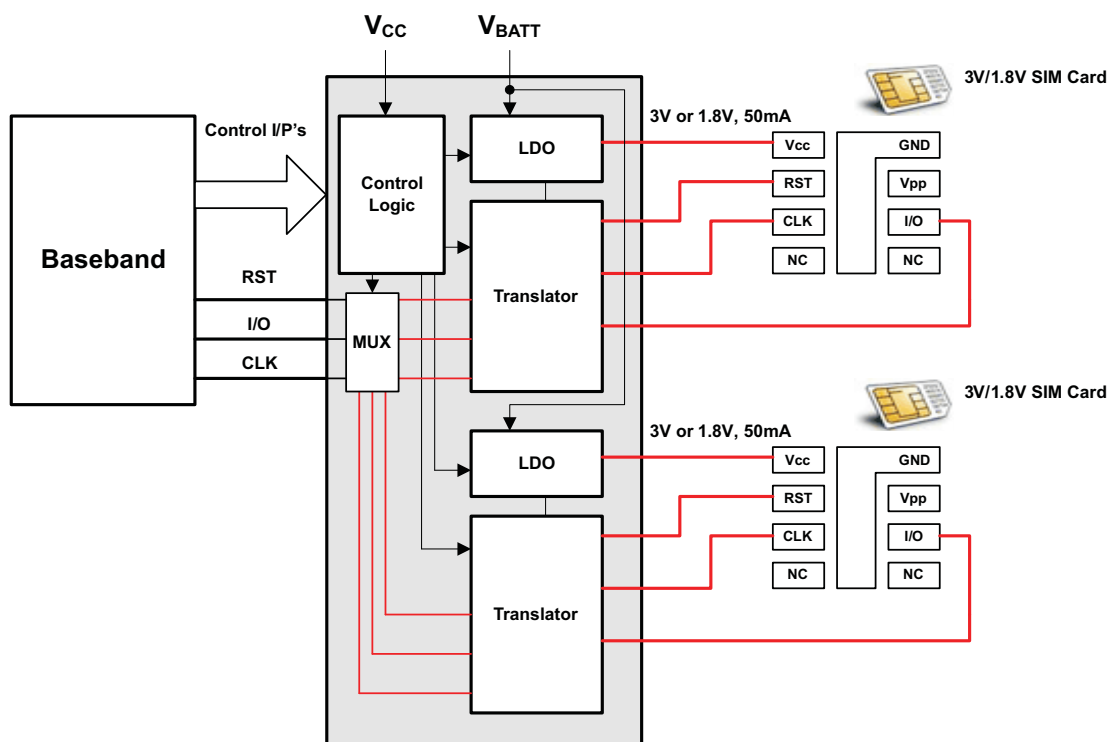 VCC
VBATT
3V/1.8V SIM Card
Control I/P's
3V or 1.8V, 50mA
LDO
Vcc
GND
Control
Logic
RST
Vpp
CLK
I/O
Baseband
NC
NC
RST
Translator
I/O
MUX
CLK
3V/1.8V SIM Card
3V or 1.8V, 50mA
LDO
Vcc
GND
RST
Vpp
CLK
I/O
NC
NC
Translator